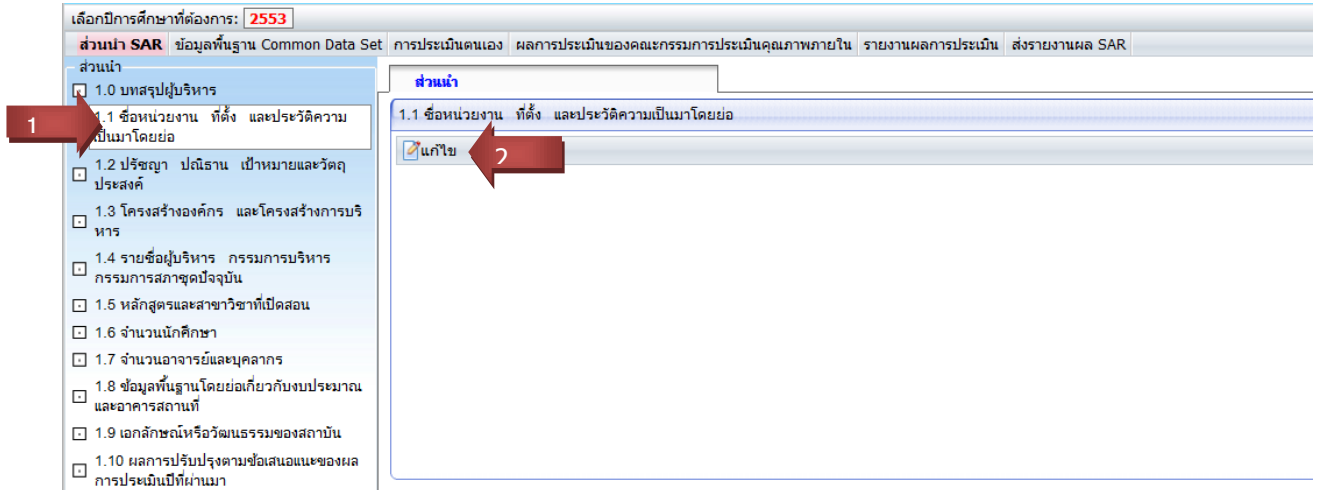 เลือกปีการศึกษาที่ต้องการ: 2553
ส่วนนำ SAR ข้อมูลพื้นฐาน Common Data Set การประเมินตนเอง ผลการประเมินของคณะกรรมการประเมินคุณภาพภายใน รายงานผลการประเมิน ส่งรายงานผล SAR
ส่วนนำ
1.0 บทสรุปผู้บริหาร
1
1.1 ชื่อหน่วยงาน ที่ตั้ง และประวัติความ
เป็นมาโดยย่อ
1.2 ปรัชญา ปณิธาน เป้าหมายและวัตถุ
ประสงค์
1.3 โครงสร้างองค์กร และโครงสร้างการบริ
หาร
1.4 รายชื่อผู้บริหาร กรรมการบริหาร
กรรมการสภาชุดปัจจุบัน
1.5 หลักสูตรและสาขาวิชาที่เปิดสอน
1.6 จำนวนนักศึกษา
1.7 จำนวนอาจารย์และบุคลากร
1.8 ข้อมูลพื้นฐานโดยย่อเกี่ยวกับงบประมาณ
และอาคารสถานที่
1.9 เอกลักษณ์หรือวัฒนธรรมของสถาบัน
1.10 ผลการปรับปรุงตามข้อเสนอแนะของผล
การประเมินปีที่ผ่านมา
ส่วนนำ
1.1 ชื่อหน่วยงาน ที่ตั้ง และประวัติความเป็นมาโดยย่อ
แก้ไข
2